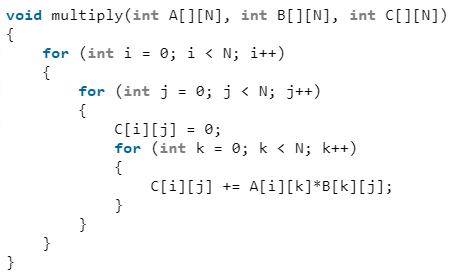 void multiply(int A[][N], int B[][N], int C[][N])
{
    for (int i = 0; i < N; i++)
    {
        for (int j = 0; j < N; j++)
        {
            C[i][j] = 0;
            for (int k = 0; k < N; k++)
            {
                C[i][j] += A[i][k]*B[k][j];
            }
        }
    }
}